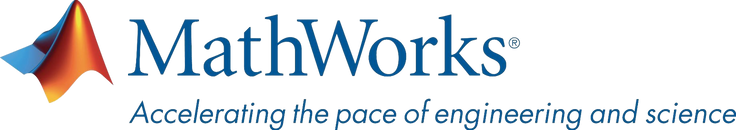 MathWorks®
Accelerating the pace of engineering and science